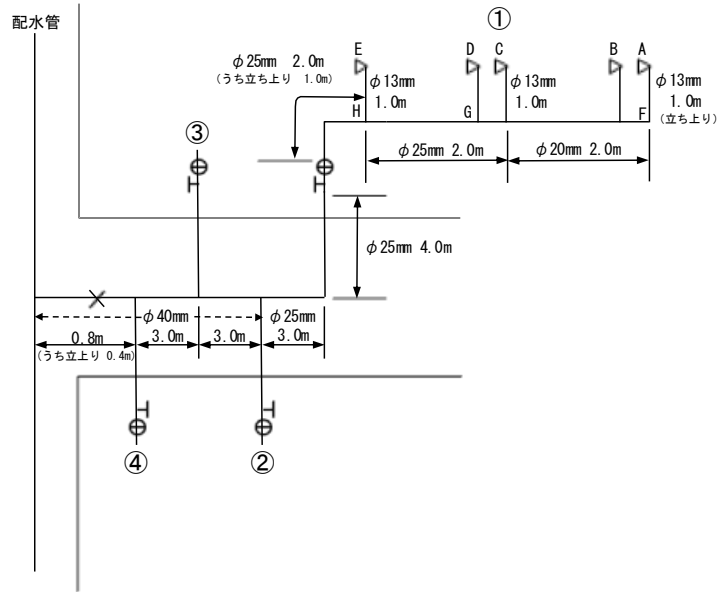 配水管
①
φ25mm 2.0m
(うち立ち上り 1.0m)
E
D
C
B
A
φ13mm
1.0m
φ13mm
1.0m
φ13mm
1.0m
(立ち上り)
H
G
F
③
φ25mm 2.0m
φ20mm 2.0m
φ25mm 4.0m
φ40mm
φ25mm
0.8m
(うち立上り 0.4m)
3.0m
3.0m
3.0m
④
②